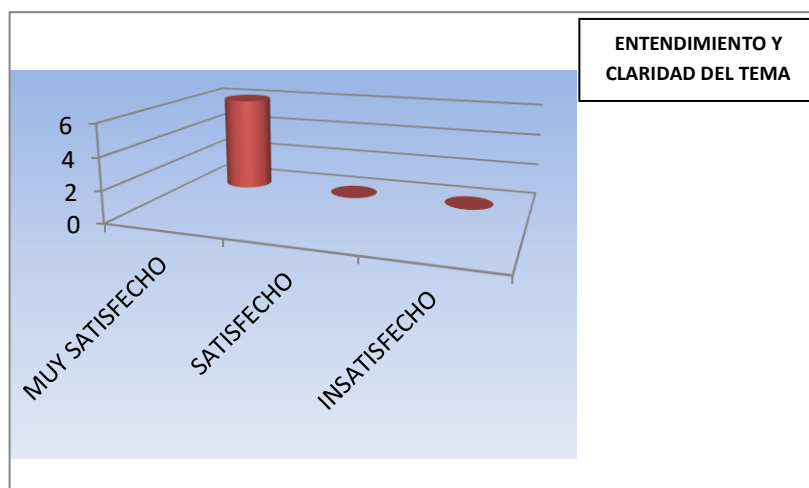 ENTENDIMIENTO Y
CLARIDAD DEL TEMA
6
4
2
0
MUY SATISFECHO
SATISFECHO
INSATISFECHO